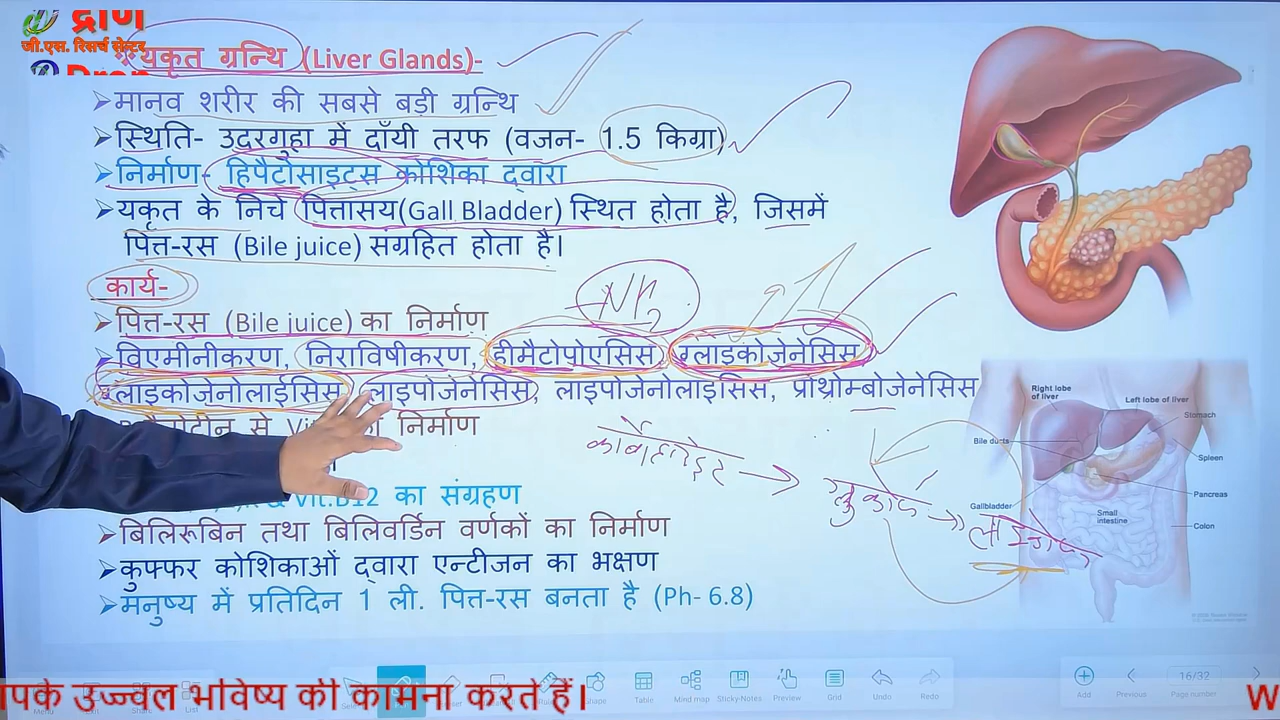 द्रोण
जी.एस. रिसर्च सेन्टर
यकृत ग्रन्थि (Liver Glands)-
➢मानव शरीर की सबसे बड़ी ग्रन्थि
➢स्थिति- उदरगुहा में दाँयी तरफ (वजन- 1.5 किग्रा)
➢निर्माण- हिपैटोसाइट्स कोशिका द्वारा
➢यकृत के निचे पित्तासय(Gall Bladder) स्थित होता है, जिसमें
पित्त-रस (Bile juice) संग्रहित होता है।
कार्य-
NH3
➢पित्त-रस (Bile juice) का निर्माण
➢विएमीनीकरण, निराविषीकरण, हीमैटोपोएसिस, ग्लाइकोजेनेसिस
ग्लाइकोजेनोलाईसिस, लाइपोजेनेसिस, लाइपोजेनोलाइसिस, प्रोथ्रोम्बोजेनेसिस
से निर्माण
कार्बोहाइड्रेट → ग्लुकोज →
Vit.B12 का संग्रहण
➢बिलिरूबिन तथा बिलिवर्डिन वर्णकों का निर्माण
➢कुफ्फर कोशिकाओं द्वारा एन्टीजन का भक्षण
➢मनुष्य में प्रतिदिन 1 ली. पित्त-रस बनता है (Ph- 6.8)
Right lobe of liver
Left lobe of liver
Stomach
Bile ducts
Spleen
Pancreas
Gallbladder
Small intestine
Colon
Table
Mind map
Sticky-Notes
Preview
Grid
Undo
Redo
Add
Previous
16/32
Page number
उज्ज्वल भविष्य की कामना करते हैं।
W